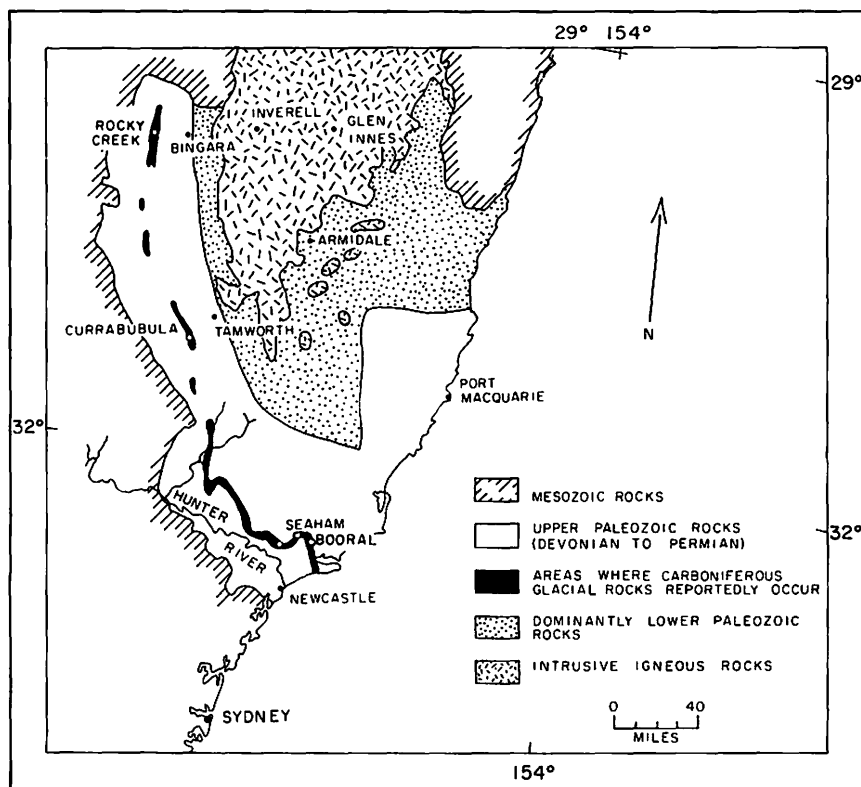 29° 154°
29°
ROCKY
CREEK
BINGARA
INVERELL
GLEN
INNES
ARMIDALE
CURRABUBULA
TAMWORTH
PORT
MACQUARIE
N
32°
HUNTER
RIVER
SEAHAM
BOORAL
NEWCASTLE
SYDNEY
32°
MESOZOIC ROCKS
UPPER PALEOZOIC ROCKS
(DEVONIAN TO PERMIAN)
AREAS WHERE CARBONIFEROUS
GLACIAL ROCKS REPORTEDLY OCCUR
DOMINANTLY LOWER PALEOZOIC
ROCKS
INTRUSIVE IGNEOUS ROCKS
0 40
MILES
154°